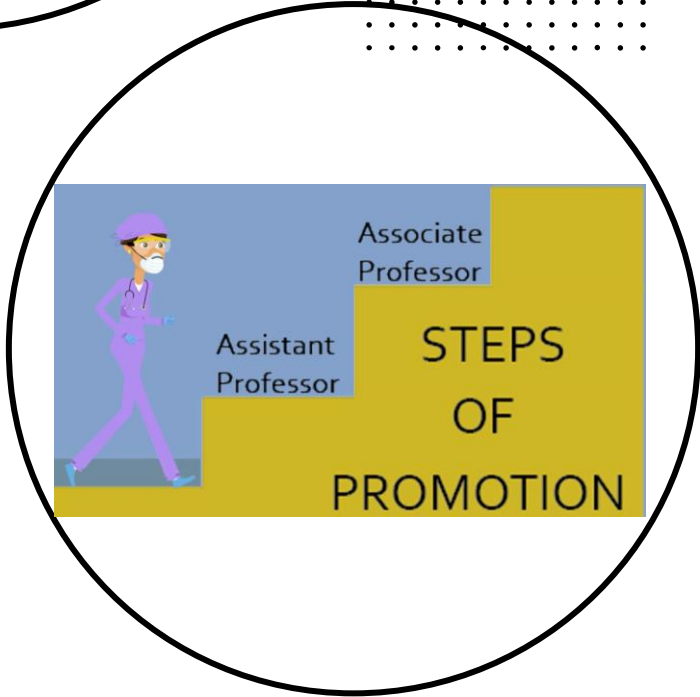 Associate
Professor
Assistant
Professor
STEPS
OF
PROMOTION